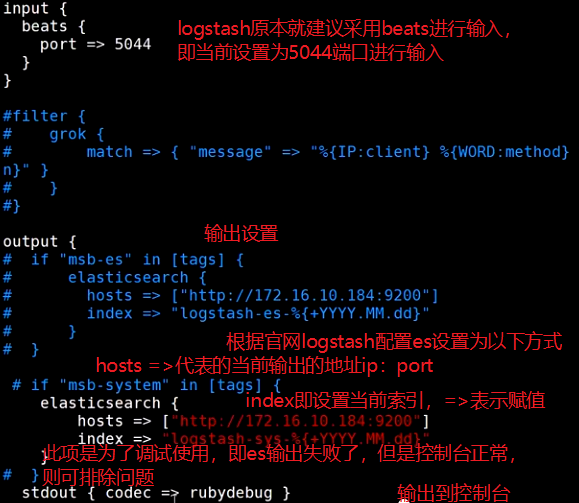 input {
beats { logstash原本就建议采用beats进行输入，
port => 5044 即当前设置为5044端口进行输入
}
}
#filter {
# grok {
# match => { "message" => "%{IP:client} %{WORD:method}
n}" }
# }
#}
输出设置
output {
# if "msb-es" in [tags] {
# elasticsearch {
# hosts => ["http://172.16.10.184:9200"]
# index => "logstash-es-%{+YYYY.MM.dd}"
# }
根据官网logstash配置es设置为以下方式
# }
hosts =>代表的当前输出的地址ip：port
# if "msb-system" in [tags] {
index即设置当前索引，=>表示赋值
elasticsearch {
hosts => ["http://172.16.10.184:9200"]
index => "logstash-sys-%{+YYYY.MM.dd}"
}
此项是为了调试使用，即es输出失败了，但是控制台正常，
# }
则可排除问题
stdout { codec => rubydebug }
输出到控制台